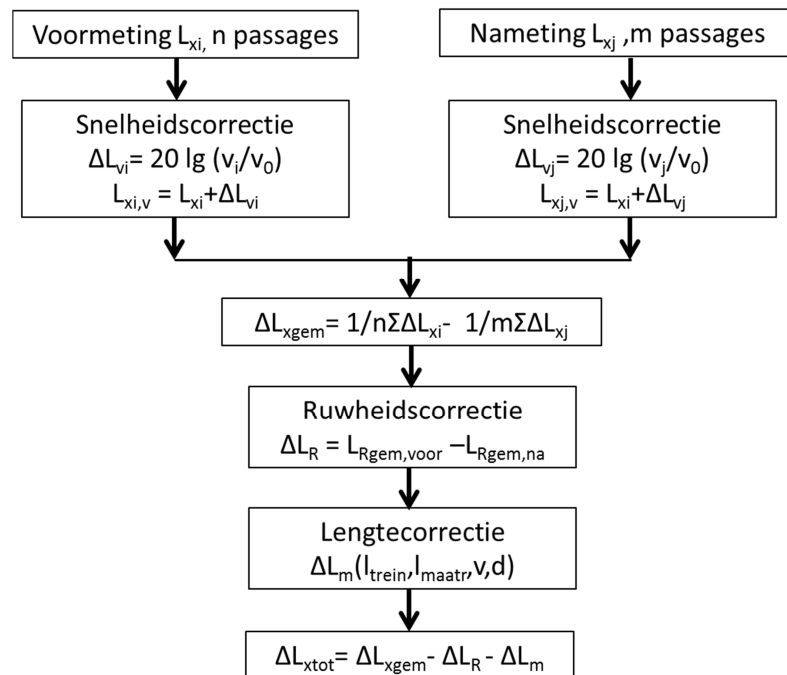 Voormeting Lxi, n passages
Nameting Lxj ,m passages
Snelheidscorrectie
ΔLvi= 20 lg (vi/v0)
Lxi,v = Lxi+ΔLvi
Snelheidscorrectie
ΔLvj= 20 lg (vj/v0)
Lxj,v = Lxi+ΔLvj
ΔLxgem= 1/nΣΔLxi- 1/mΣΔLxj
Ruwheidscorrectie
ΔLR = LRgem,voor –LRgem,na
Lengtecorrectie
ΔLm(ltrein,lmaatr,v,d)
ΔLxtot= ΔLxgem- ΔLR - ΔLm